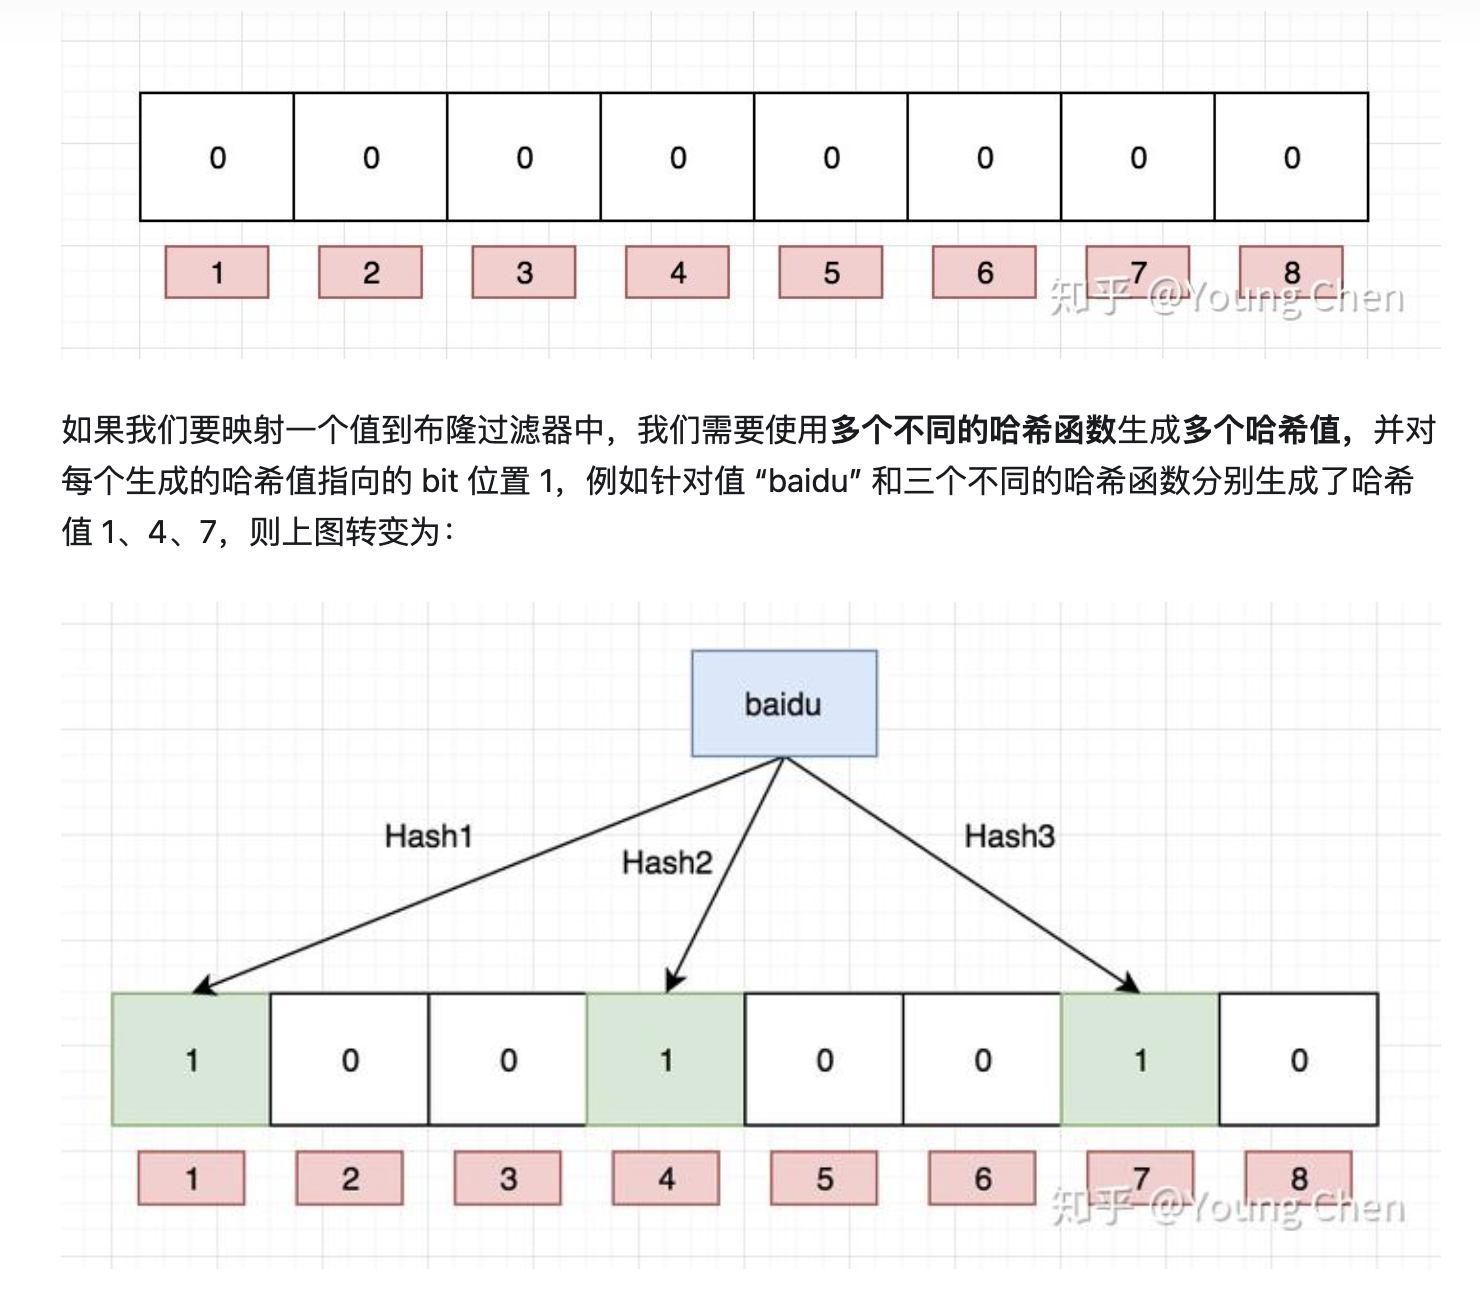 0 0 0 0 0 0 0 0
1 2 3 4 5 6 7 8
知乎 @Young Chen
如果我们要映射一个值到布隆过滤器中，我们需要使用多个不同的哈希函数生成多个哈希值，并对
每个生成的哈希值指向的 bit 位置 1，例如针对值 “baidu” 和三个不同的哈希函数分别生成了哈希
值 1、4、7，则上图转变为：
baidu
Hash1
Hash2
Hash3
1 0 0 1 0 0 1 0
1 2 3 4 5 6 7 8
知乎 @Young Chen